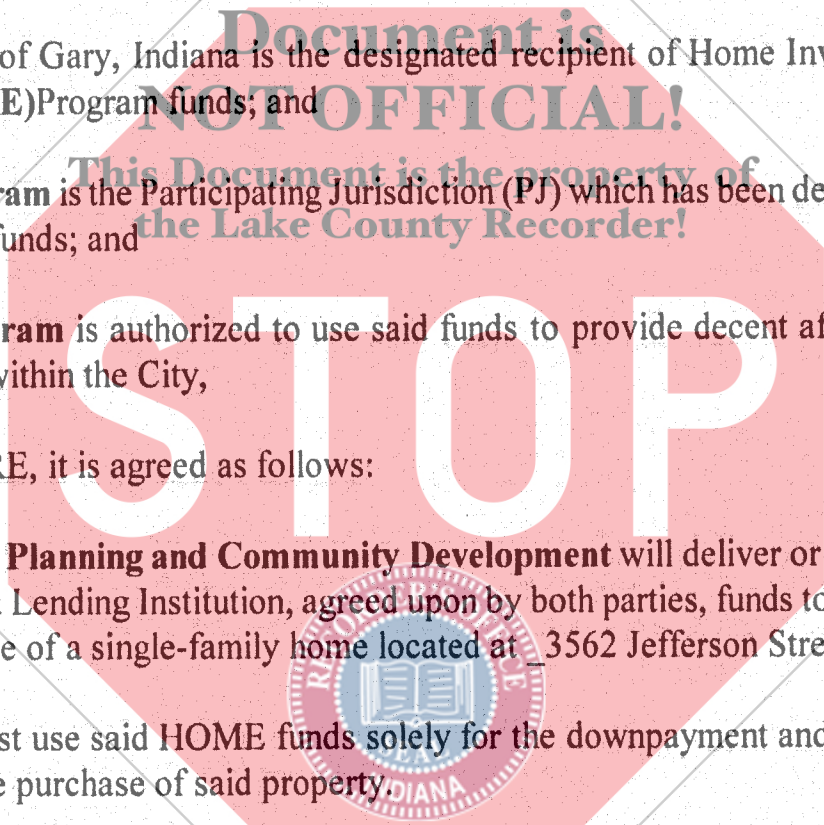 Document is
of Gary, Indiana is the designated recipient of Home Inv
E)Program funds; and
NOT OFFICIAL!
This Document is the property of
ram is the Participating Jurisdiction (PJ) which has been de
the Lake County Recorder!
funds; and
ram is authorized to use said funds to provide decent af
within the City,
STOP
RE, it is agreed as follows:
Planning and Community Development will deliver or
Lending Institution, agreed upon by both parties, funds to
e of a single-family home located at _3562 Jefferson Stre
st use said HOME funds solely for the downpayment and
e purchase of said property.
RECORDER'S OFFICE
SEAL
INDIANA